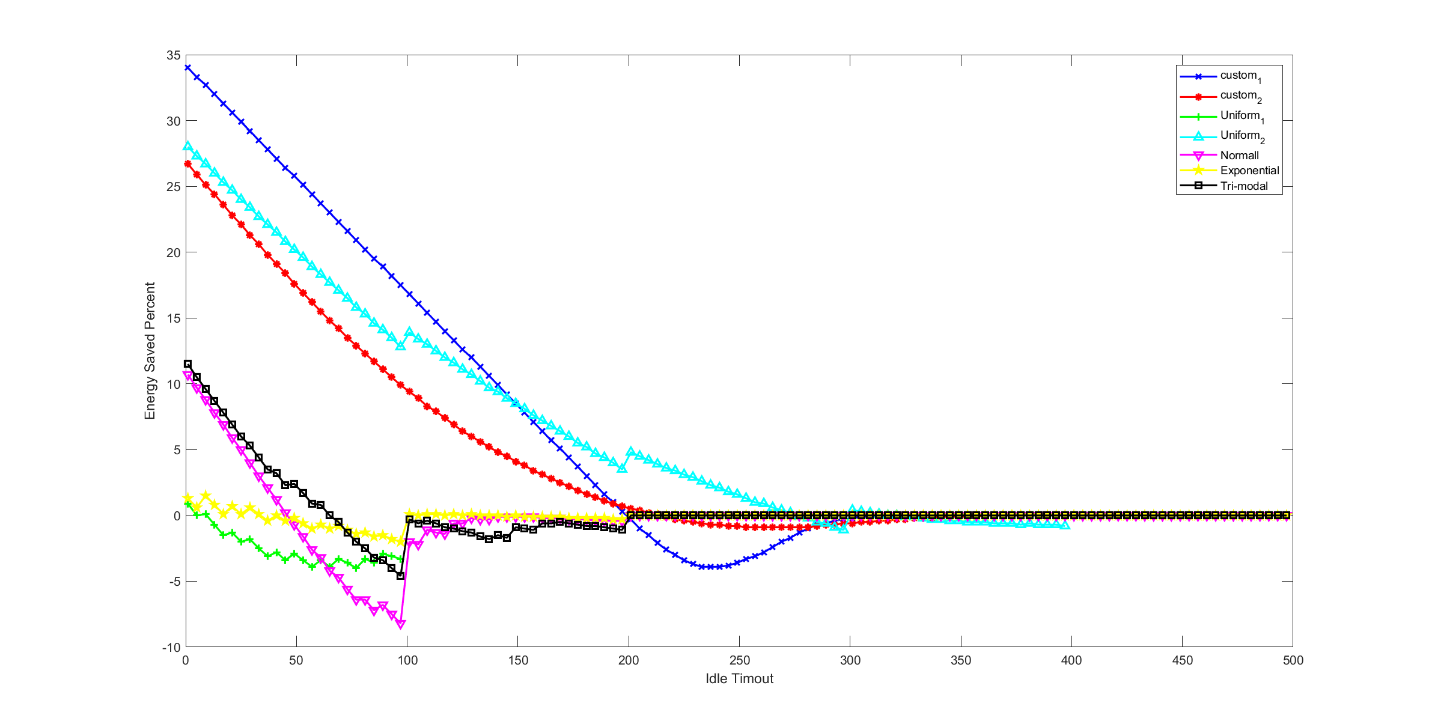 35
30
25
20
15
10
5
0
-5
-10
Energy Saved Percent
custom1
custom2
Uniform1
Uniform2
Normall
Exponential
Tri-modal
0 50 100 150 200 250 300 350 400 450 500
Idle Timout